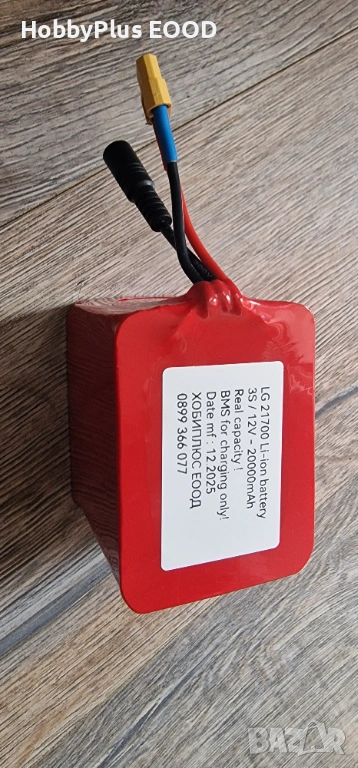 HobbyPlus EOOD
LG 21700 Li-Ion battery
3S / 12V - 20000mAh
Real capacity !
BMS for charging only!
Date mf : 12.2025
ХОБИПЛЮС ЕООД
0899 366 077
BAZAR